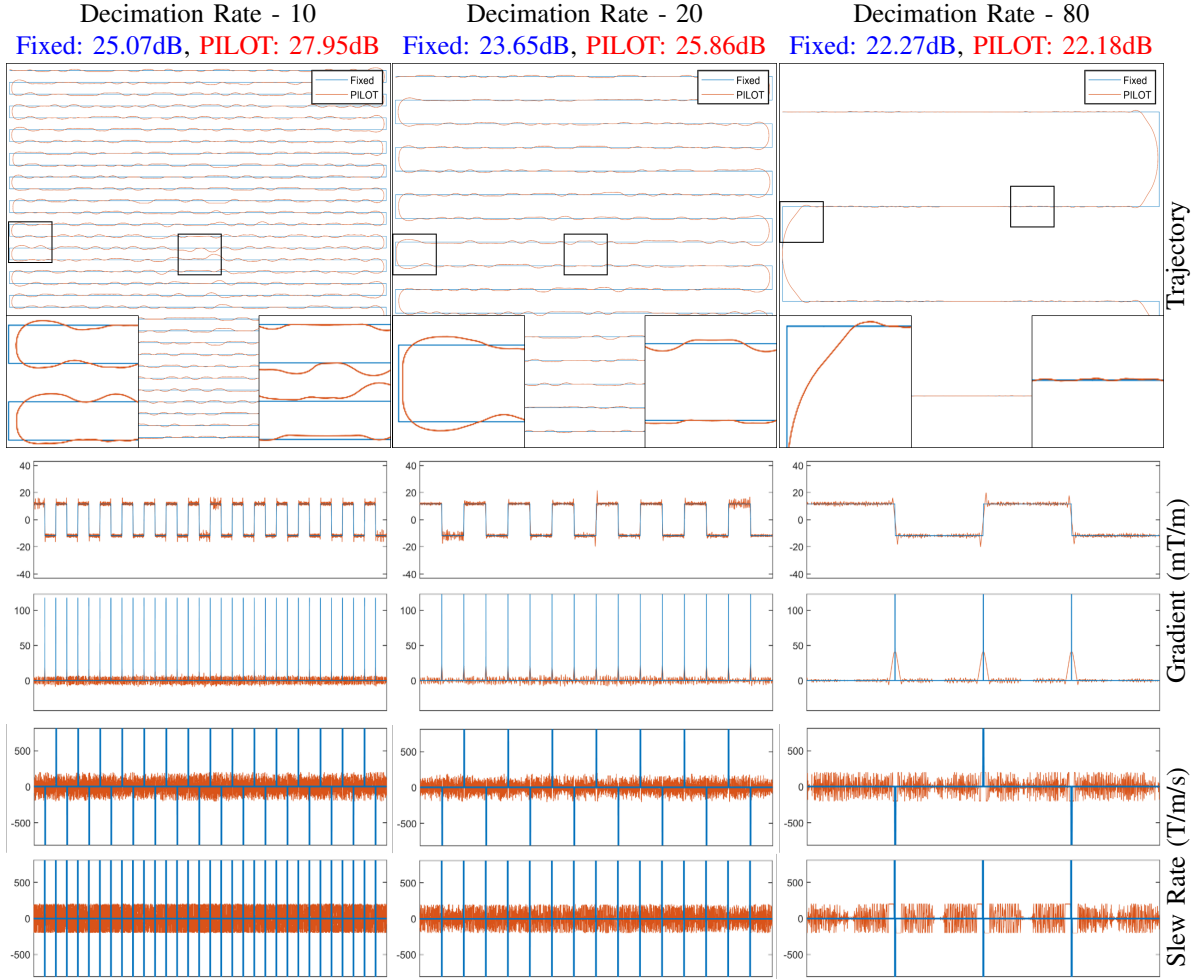 Decimation Rate - 10
Fixed: 25.07dB, PILOT: 27.95dB
Decimation Rate - 20
Fixed: 23.65dB, PILOT: 25.86dB
Decimation Rate - 80
Fixed: 22.27dB, PILOT: 22.18dB
Fixed
PILOT
Fixed
PILOT
Fixed
PILOT
Trajectory
40
20
0
-20
-40
40
20
0
-20
-40
40
20
0
-20
-40
100
50
0
100
50
0
100
50
0
Gradient (mT/m)
500
0
-500
500
0
-500
500
0
-500
500
0
-500
500
0
-500
500
0
-500
Slew Rate (T/m/s)